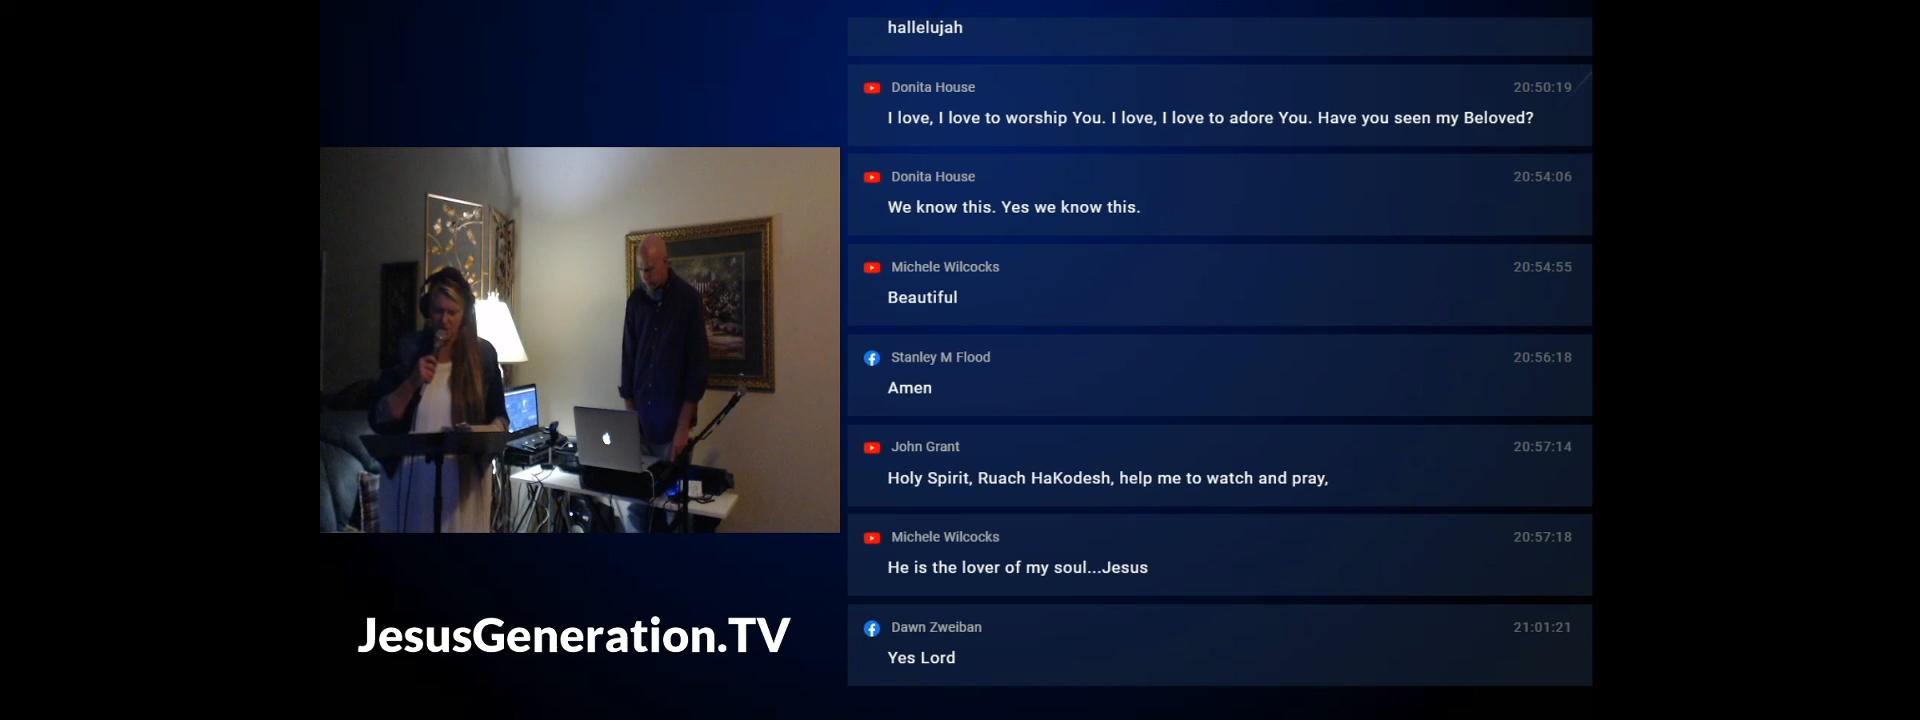 hallelujah
Donita House 20:50:19
I love, I love to worship You. I love, I love to adore You. Have you seen my Beloved?
Donita House 20:54:06
We know this. Yes we know this.
Michele Wilcocks 20:54:55
Beautiful
Stanley M Flood 20:56:18
Amen
John Grant 20:57:14
Holy Spirit, Ruach HaKodesh, help me to watch and pray,
Michele Wilcocks 20:57:18
He is the lover of my soul...Jesus
Dawn Zweiban 21:01:21
Yes Lord
JesusGeneration.TV